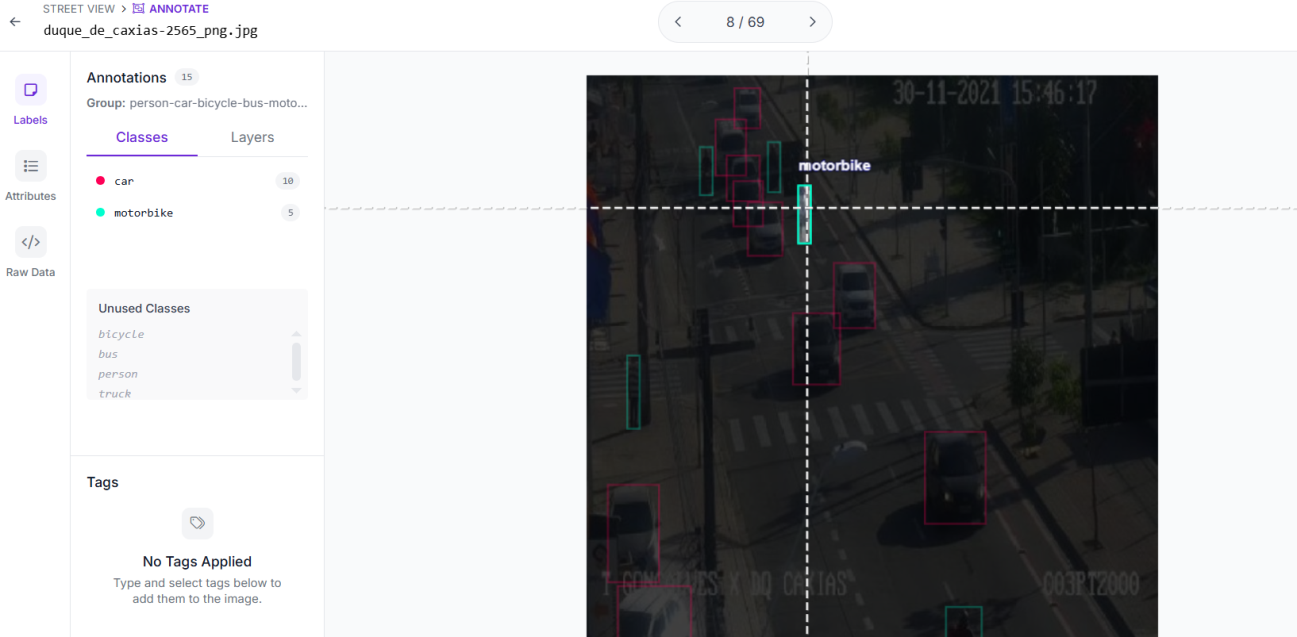 STREET VIEW > ANNOTATE
duque_de_caxias-2565_png.jpg
8 / 69
Labels
Attributes
Raw Data
Annotations 15
Group: person-car-bicycle-bus-moto...
Classes Layers
car 10
motorbike 5
Unused Classes
bicycle
bus
person
truck
Tags
No Tags Applied
Type and select tags below to
add them to the image.
30-11-2021 15:46:17
motorbike
X DQ CAXIAS